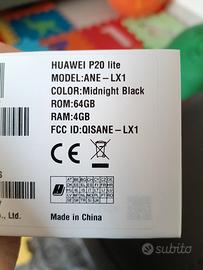 HUAWEI P20 lite
MODEL:ANE-LX1
COLOR:Midnight Black
ROM:64GB
RAM:4GB
FCC ID:QISANE-LX1
CE
Made in China
., Ltd.
subito